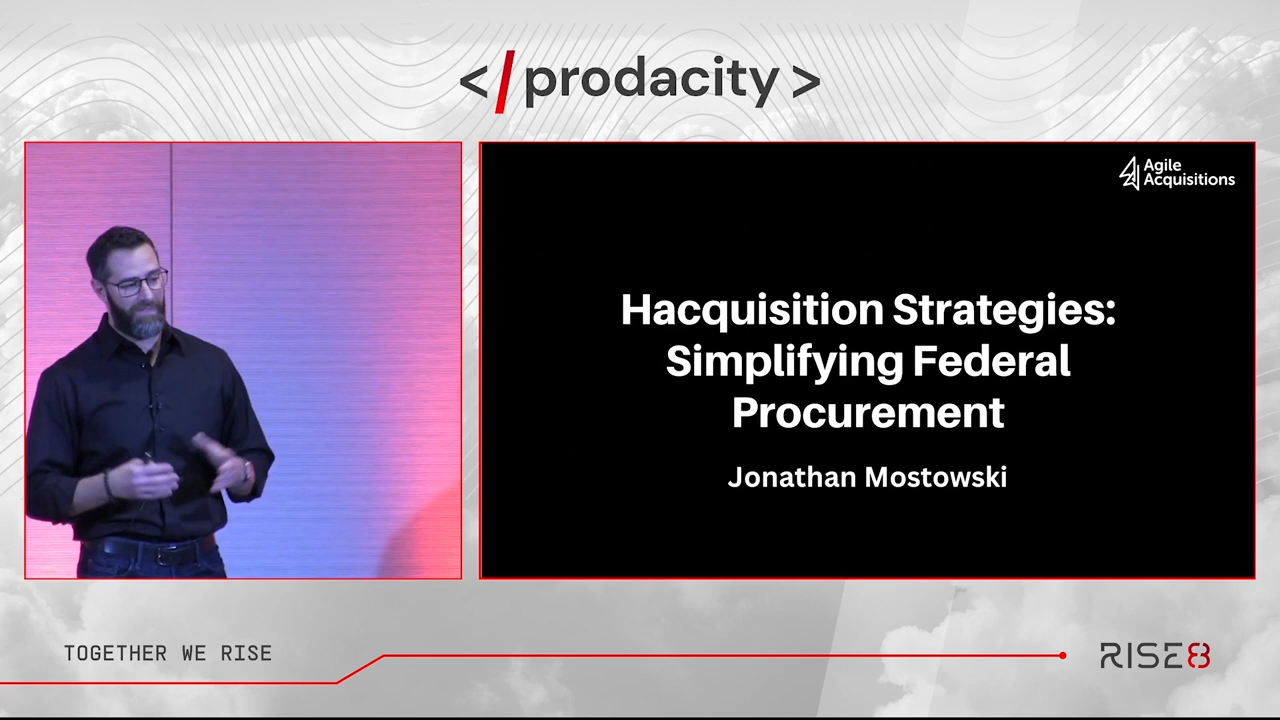 </prodacity>
Agile
Acquisitions
Hacquisition Strategies:
Simplifying Federal
Procurement
Jonathan Mostowski
TOGETHER WE RISE
RISE8